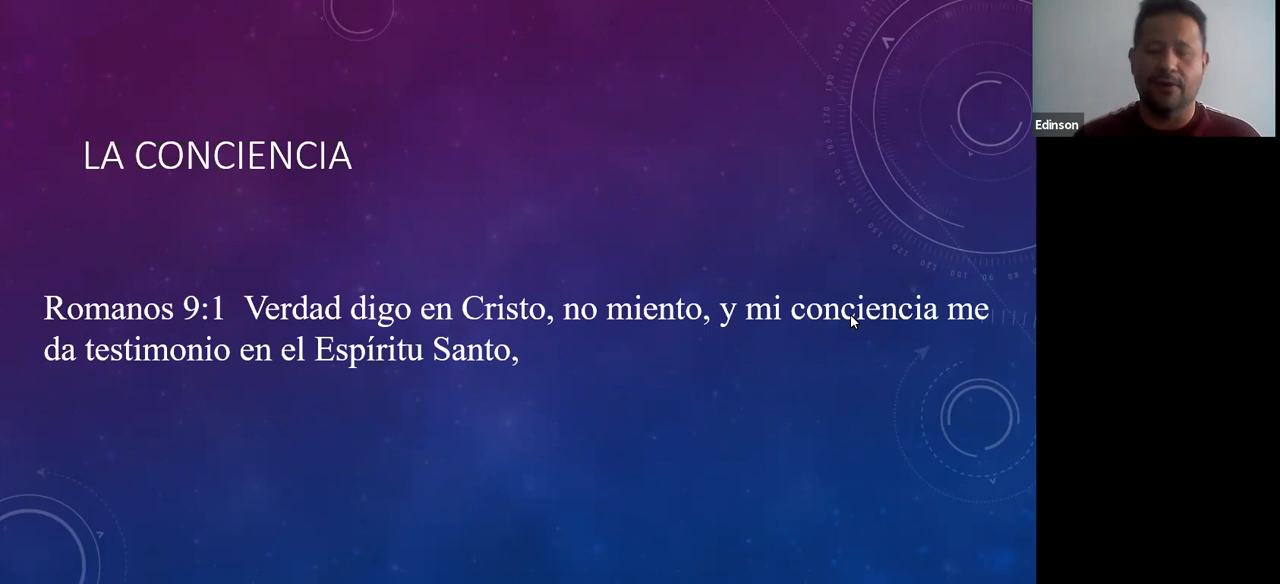 LA CONCIENCIA
Romanos 9:1  Verdad digo en Cristo, no miento, y mi conciencia me
da testimonio en el Espíritu Santo,
Edinson